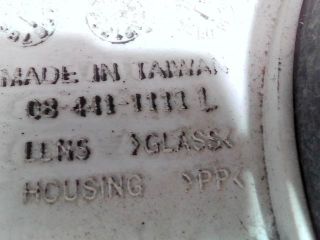 MADE IN TAIWAN
08-441-1111 L
LENS >GLASS<
HOUSING >PP<